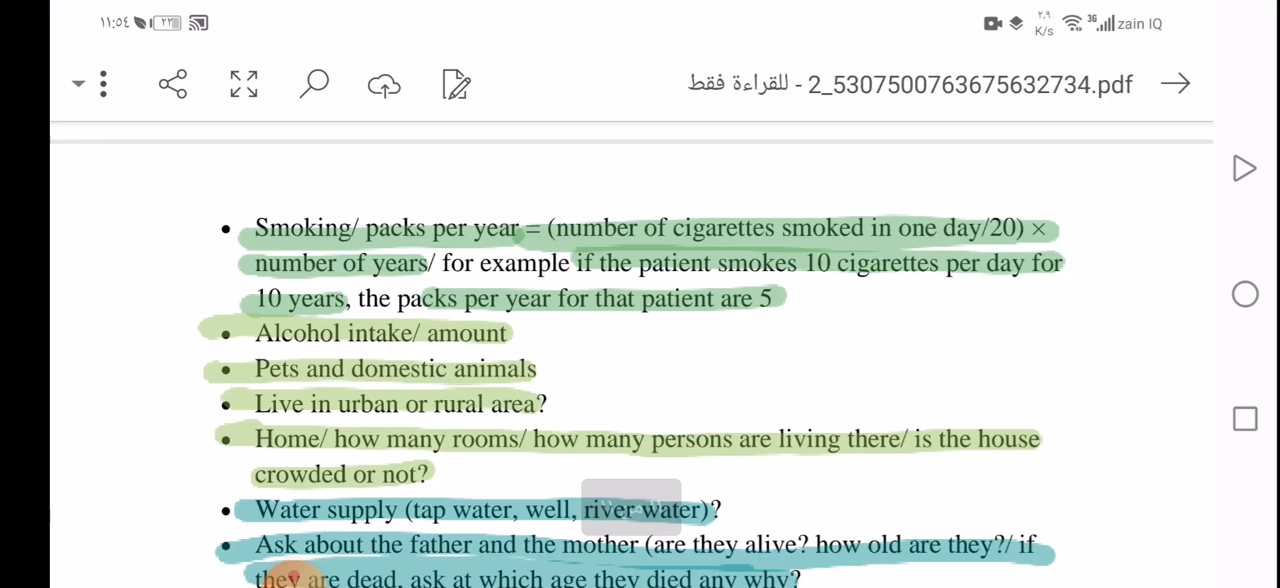 ١١:٥٤ ٢٢ ٢,٩ K/s 3G zain IQ
2_5307500763675632734.pdf - للقراءة فقط
• Smoking/ packs per year = (number of cigarettes smoked in one day/20) ×
number of years/ for example if the patient smokes 10 cigarettes per day for
10 years, the packs per year for that patient are 5
• Alcohol intake/ amount
• Pets and domestic animals
• Live in urban or rural area?
• Home/ how many rooms/ how many persons are living there/ is the house
crowded or not?
• Water supply (tap water, well, river water)?
• Ask about the father and the mother (are they alive? how old are they?/ if
they are dead, ask at which age they died any why?